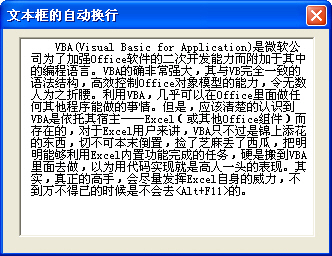 文本框的自动换行
VBA(Visual Basic for Application)是微软公
司为了加强Office软件的二次开发能力而附加于其中
的编程语言。VBA的确非常强大，其与VB完全一致的
语法结构，高效控制Office对象模型的能力，令无数
人为之折腰。利用VBA，几乎可以在Office里面做任
何其他程序能做的事情。但是，应该清楚的认识到
VBA是依托其宿主——Excel（或其他Office组件）而
存在的，对于Excel用户来讲，VBA只不过是锦上添花
的东西，切不可本末倒置，捡了芝麻丢了西瓜，把明
明能够利用Excel内置功能完成的任务，硬是搬到VBA
里面去做，以为用代码实现就是高人一头的表现。其
实，真正的高手，会尽量发挥Excel自身的威力，不
到万不得已的时候是不会去<Alt+F11>的。